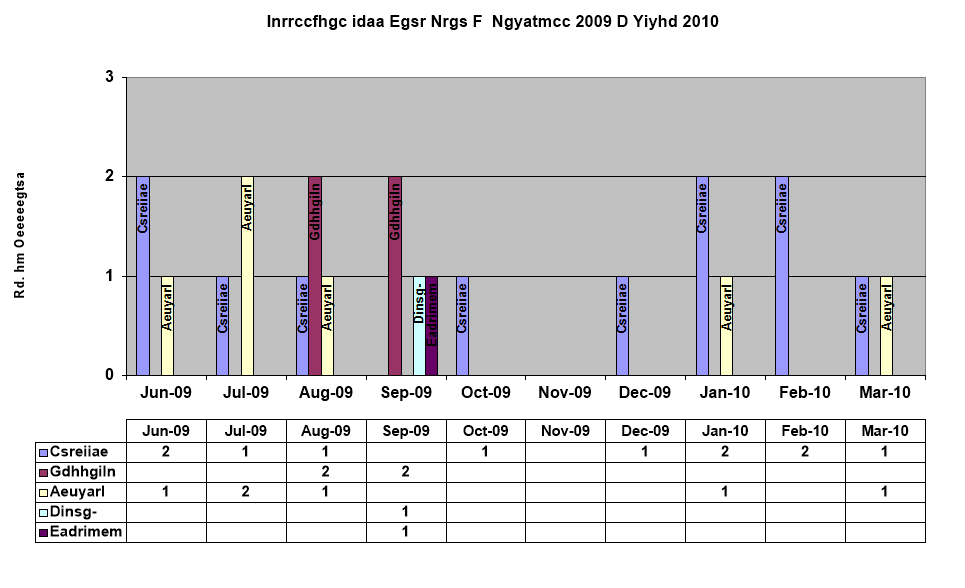 Inrrccfhgc idaa Egsr Nrgs F Ngyatmcc 2009 D Yiyhd 2010
Rd. hm Oeeeeegtsa
3
2
1
0
Csreiiae
Aeuyarl
Csreiiae
Aeuyarl
Csreiiae
Gdhhgiln
Aeuyarl
Gdhhgiln
Dinsg-
Eadrimem
Csreiiae
Csreiiae
Csreiiae
Aeuyarl
Csreiiae
Csreiiae
Aeuyarl
Jun-09 Jul-09 Aug-09 Sep-09 Oct-09 Nov-09 Dec-09 Jan-10 Feb-10 Mar-10
Jun-09 Jul-09 Aug-09 Sep-09 Oct-09 Nov-09 Dec-09 Jan-10 Feb-10 Mar-10
Csreiiae 2 1 1 1 1 2 2 1
Gdhhgiln 2 2
Aeuyarl 1 2 1 1 1
Dinsg- 1
Eadrimem 1